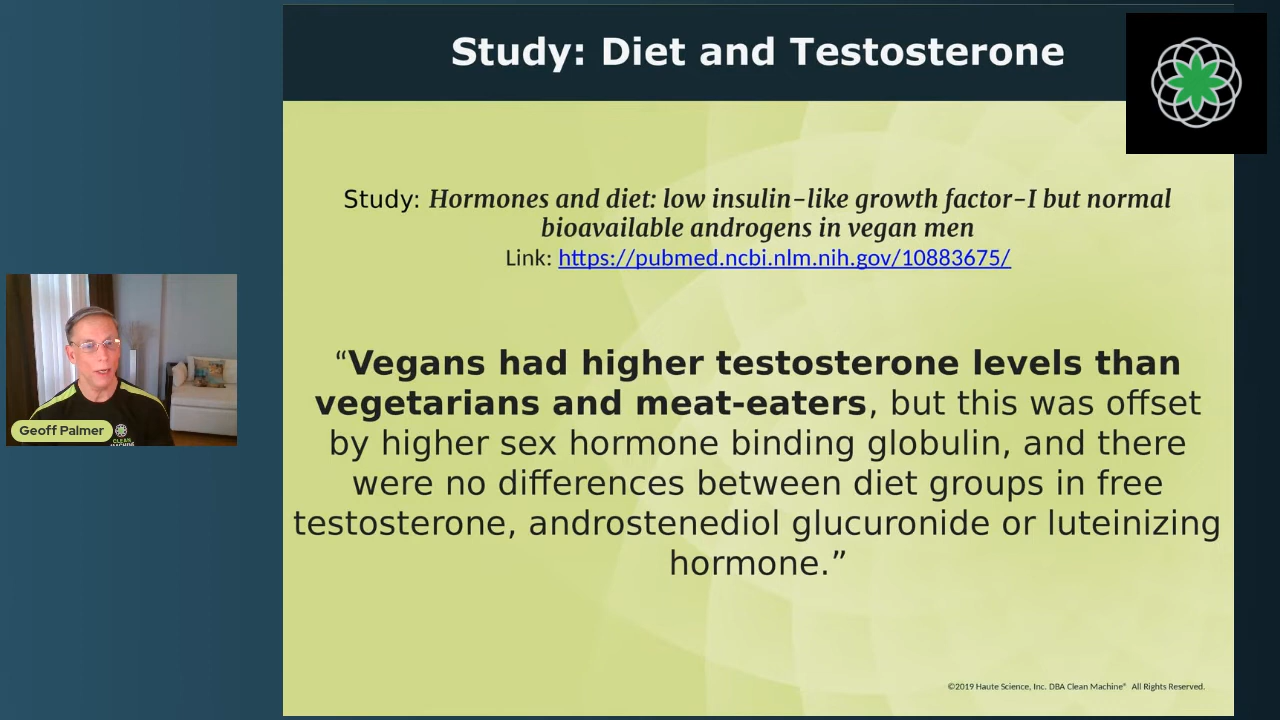 Study: Diet and Testosterone
Study: Hormones and diet: low insulin-like growth factor-I but normal
bioavailable androgens in vegan men
Link: https://pubmed.ncbi.nlm.nih.gov/10883675/
“Vegans had higher testosterone levels than
vegetarians and meat-eaters, but this was offset
by higher sex hormone binding globulin, and there
were no differences between diet groups in free
testosterone, androstenediol glucuronide or luteinizing
hormone.”
Geoff Palmer
CLEAN
MACHINE
©2019 Haute Science, Inc. DBA Clean Machine® All Rights Reserved.